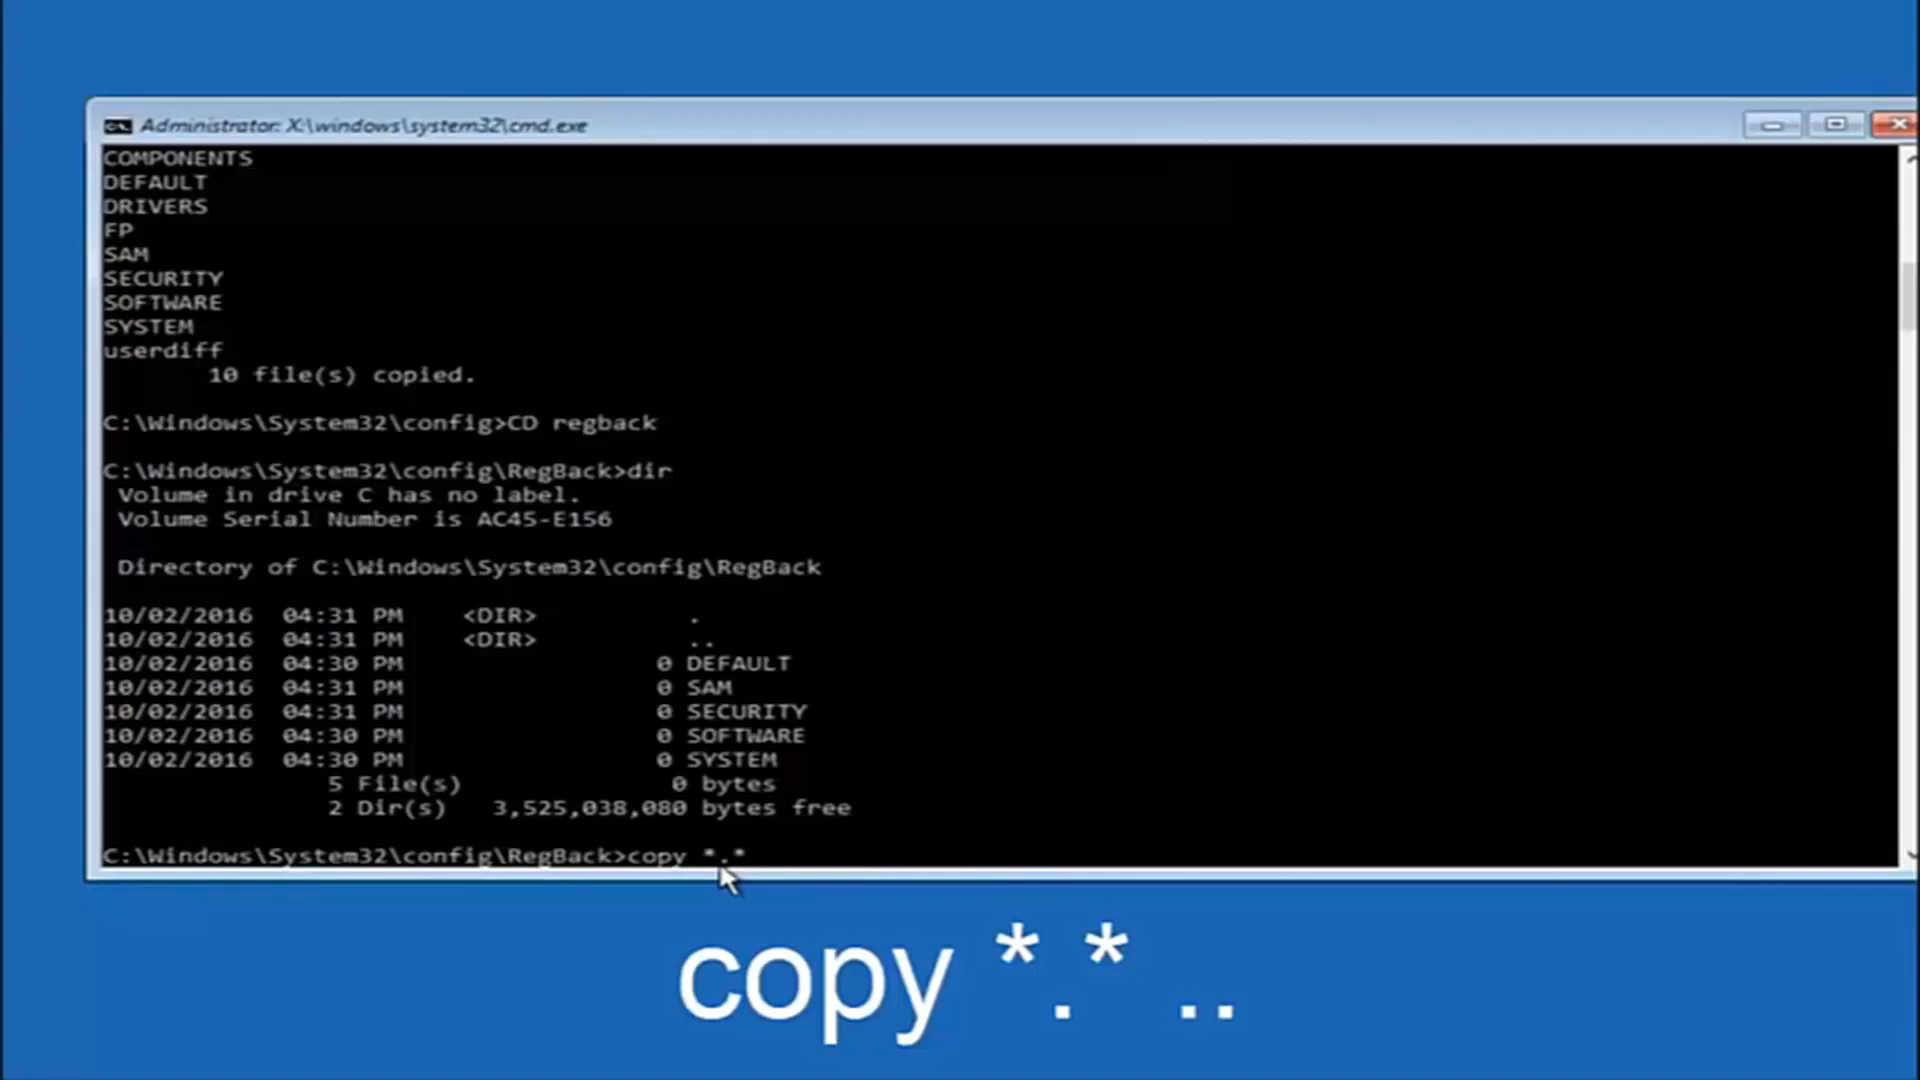 Administrator: X:\windows\system32\cmd.exe
COMPONENTS
DEFAULT
DRIVERS
FP
SAM
SECURITY
SOFTWARE
SYSTEM
userdiff
10 file(s) copied.
C:\Windows\System32\config>CD regback
C:\Windows\System32\config\RegBack>dir
Volume in drive C has no label.
Volume Serial Number is AC45-E156
Directory of C:\Windows\System32\config\RegBack
10/02/2016 04:31 PM <DIR> .
10/02/2016 04:31 PM <DIR> ..
10/02/2016 04:30 PM 0 DEFAULT
10/02/2016 04:31 PM 0 SAM
10/02/2016 04:31 PM 0 SECURITY
10/02/2016 04:30 PM 0 SOFTWARE
10/02/2016 04:30 PM 0 SYSTEM
5 File(s) 0 bytes
2 Dir(s) 3,525,038,080 bytes free
C:\Windows\System32\config\RegBack>copy *.*
copy *.* ..